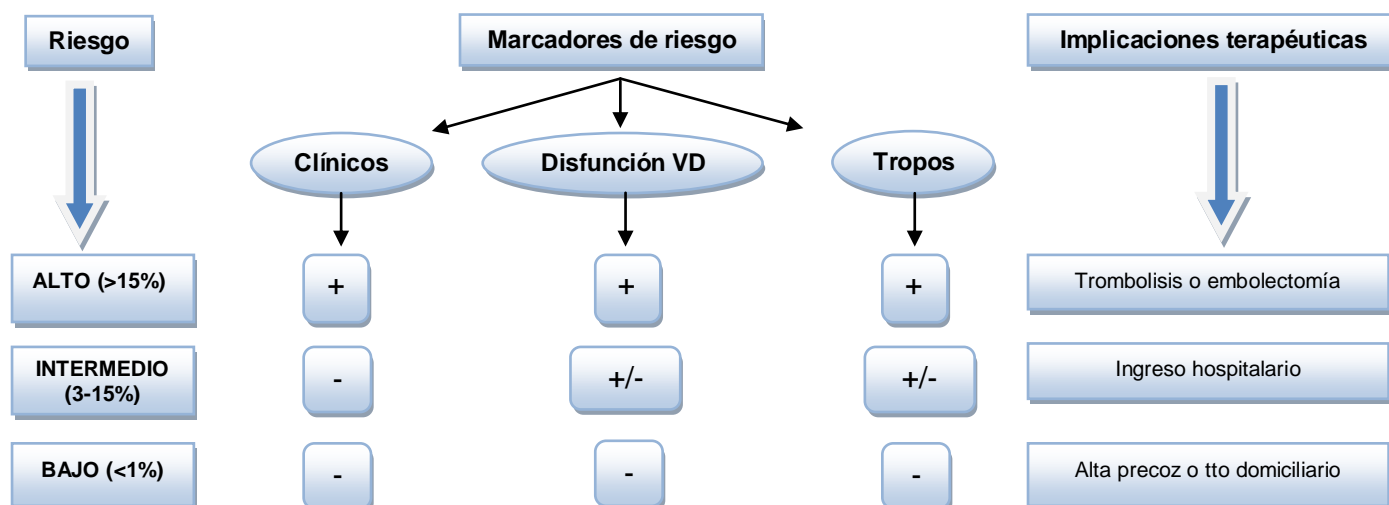 Riesgo
Marcadores de riesgo
Implicaciones terapéuticas
Clínicos
Disfunción VD
Tropos
ALTO (>15%)
+
+
+
Trombolisis o embolectomía
INTERMEDIO
(3-15%)
-
+/-
+/-
Ingreso hospitalario
BAJO (<1%)
-
-
-
Alta precoz o tto domiciliario